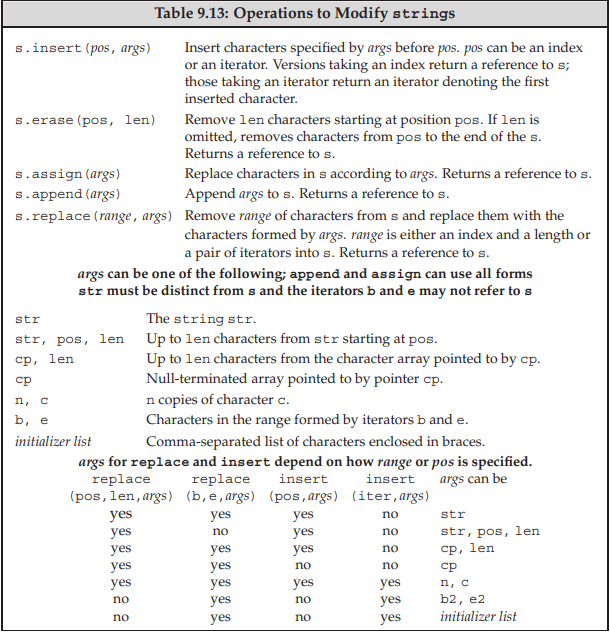 Table 9.13: Operations to Modify strings
s.insert(pos, args) Insert characters specified by args before pos. pos can be an index
or an iterator. Versions taking an index return a reference to s;
those taking an iterator return an iterator denoting the first
inserted character.
s.erase(pos, len) Remove len characters starting at position pos. If len is
omitted, removes characters from pos to the end of the s.
Returns a reference to s.
s.assign(args) Replace characters in s according to args. Returns a reference to s.
s.append(args) Append args to s. Returns a reference to s.
s.replace(range, args) Remove range of characters from s and replace them with the
characters formed by args. range is either an index and a length or
a pair of iterators into s. Returns a reference to s.
args can be one of the following; append and assign can use all forms
str must be distinct from s and the iterators b and e may not refer to s
str The string str.
str, pos, len Up to len characters from str starting at pos.
cp, len Up to len characters from the character array pointed to by cp.
cp Null-terminated array pointed to by pointer cp.
n, c n copies of character c.
b, e Characters in the range formed by iterators b and e.
initializer list Comma-separated list of characters enclosed in braces.
args for replace and insert depend on how range or pos is specified.
replace replace insert insert args can be
(pos,len,args) (b,e,args) (pos,args) (iter,args)
yes yes yes no str
yes no yes no str, pos, len
yes yes yes no cp, len
yes yes no no cp
yes yes yes yes n, c
no yes no yes b2, e2
no yes no yes initializer list